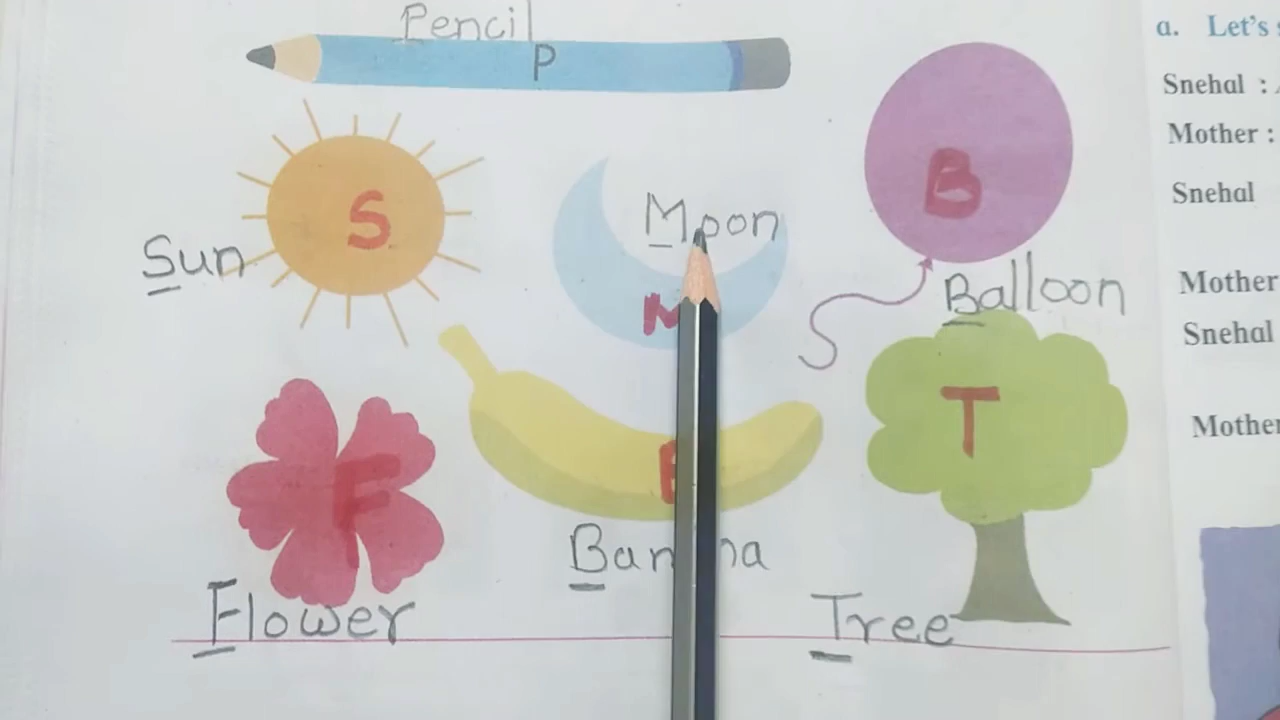 Pencil
P
S
Sun
Moon
M
B
Balloon
F
Flower
T
Tree
a. Let's
Snehal :
Mother :
Snehal
Mother
Snehal
Mother